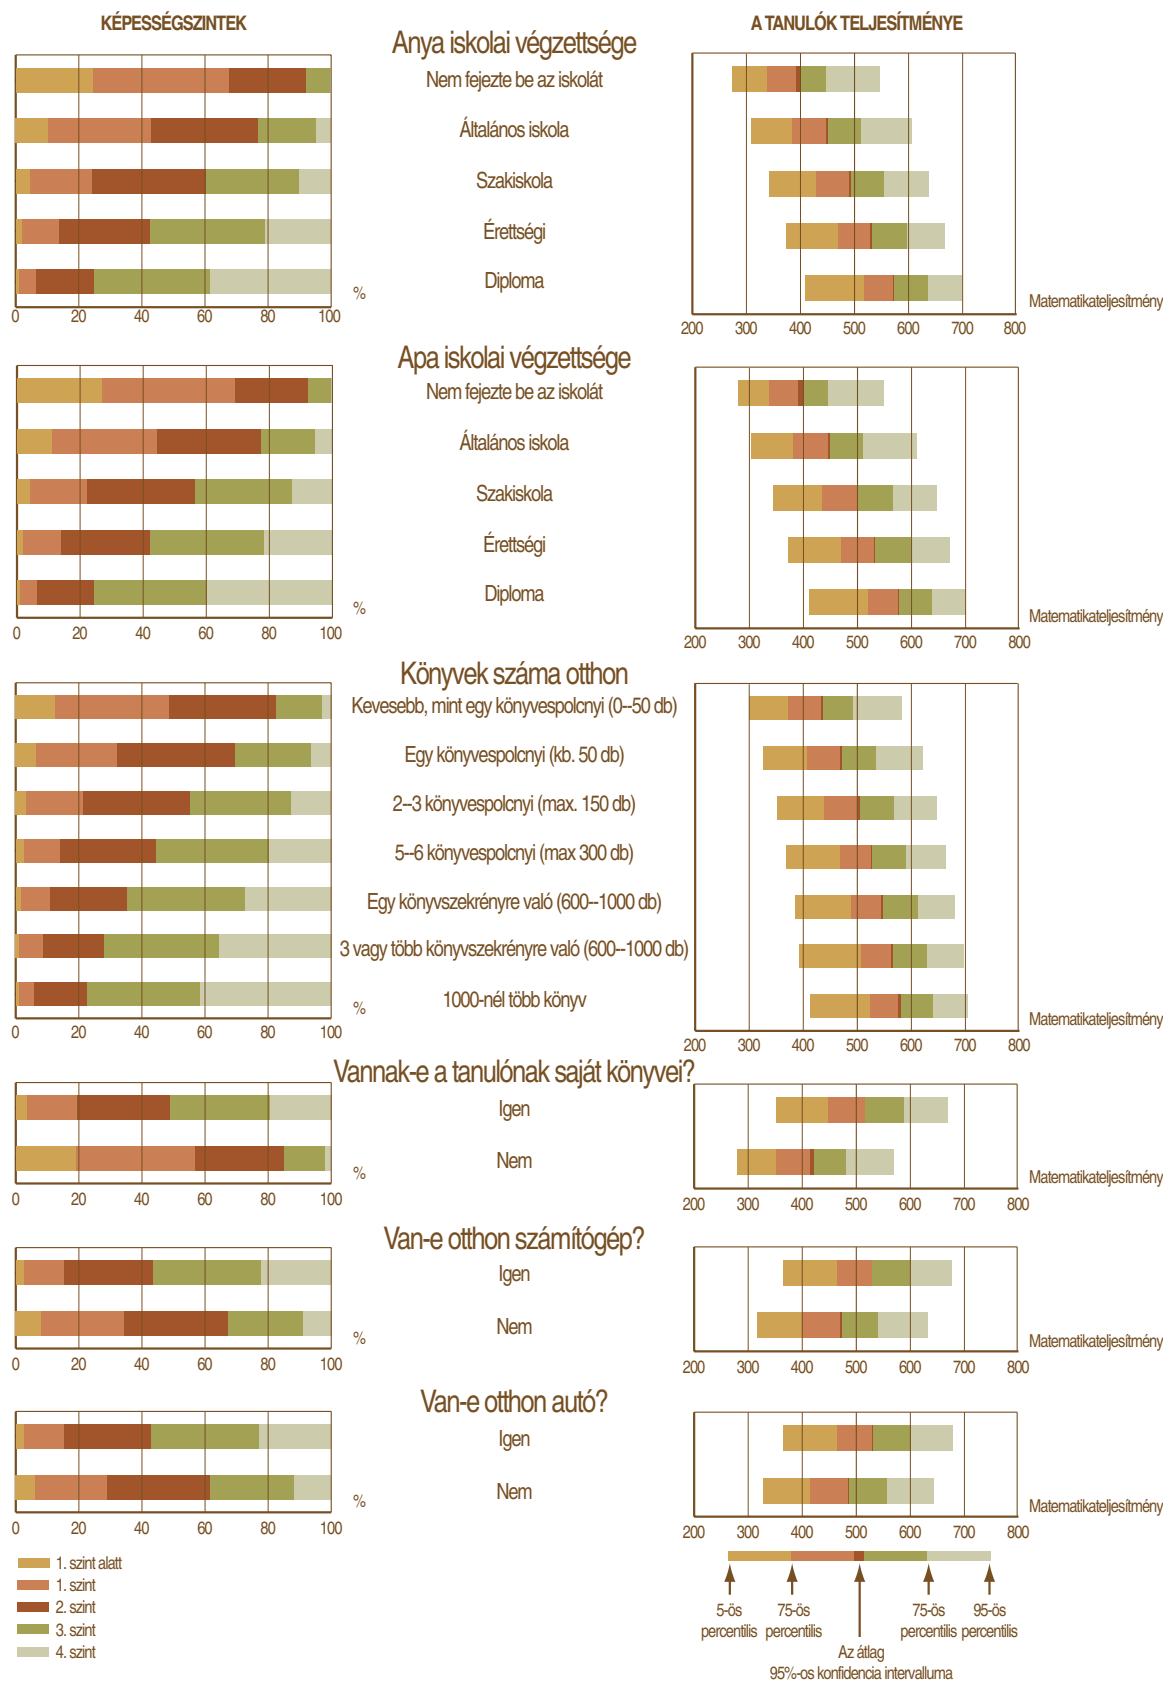 KÉPESSÉGSZINTEK
A TANULÓK TELJESÍTMÉNYE
Anya iskolai végzettsége
Nem fejezte be az iskolát
Általános iskola
Szakiskola
Érettségi
Diploma
%
0 20 40 60 80 100
Matematikateljesítmény
200 300 400 500 600 700 800
Apa iskolai végzettsége
Nem fejezte be az iskolát
Általános iskola
Szakiskola
Érettségi
Diploma
%
0 20 40 60 80 100
Matematikateljesítmény
200 300 400 500 600 700 800
Könyvek száma otthon
Kevesebb, mint egy könyvespolcnyi (0--50 db)
Egy könyvespolcnyi (kb. 50 db)
2--3 könyvespolcnyi (max. 150 db)
5--6 könyvespolcnyi (max 300 db)
Egy könyvszekrényre való (600--1000 db)
3 vagy több könyvszekrényre való (600--1000 db)
1000-nél több könyv
%
0 20 40 60 80 100
Matematikateljesítmény
200 300 400 500 600 700 800
Vannak-e a tanulónak saját könyvei?
Igen
Nem
%
0 20 40 60 80 100
Matematikateljesítmény
200 300 400 500 600 700 800
Van-e otthon számítógép?
Igen
Nem
%
0 20 40 60 80 100
Matematikateljesítmény
200 300 400 500 600 700 800
Van-e otthon autó?
Igen
Nem
%
0 20 40 60 80 100
Matematikateljesítmény
200 300 400 500 600 700 800
1. szint alatt
1. szint
2. szint
3. szint
4. szint
5-ös percentilis
75-ös percentilis
75-ös percentilis
95-ös percentilis
Az átlag
95%-os konfidencia intervalluma